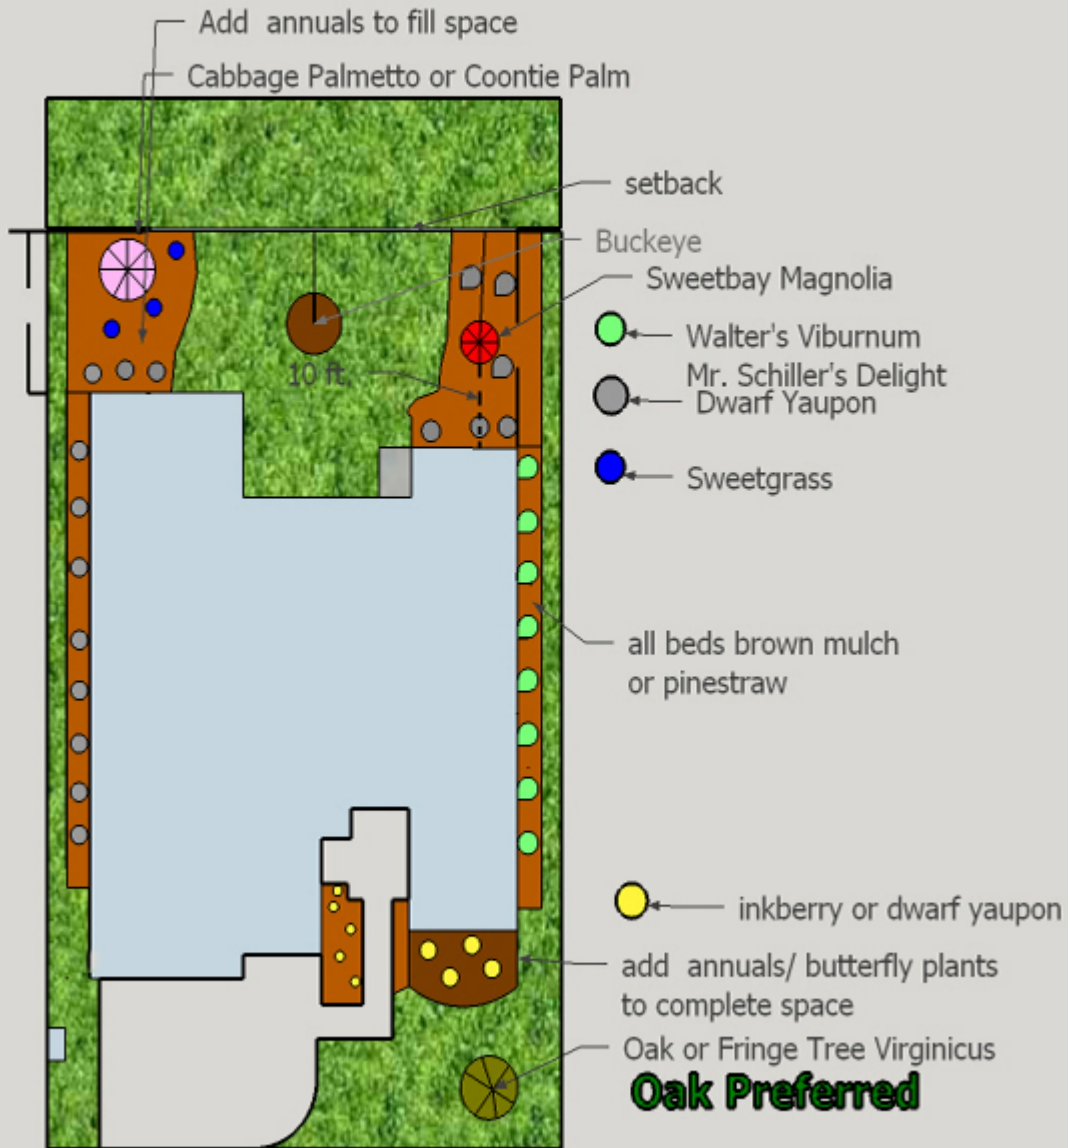 Add annuals to fill space
Cabbage Palmetto or Coontie Palm
setback
Buckeye
Sweetbay Magnolia
Walter's Viburnum
Mr. Schiller's Delight
Dwarf Yaupon
10 ft.
Sweetgrass
all beds brown mulch
or pinestraw
inkberry or dwarf yaupon
add annuals/ butterfly plants
to complete space
Oak or Fringe Tree Virginicus
Oak Preferred